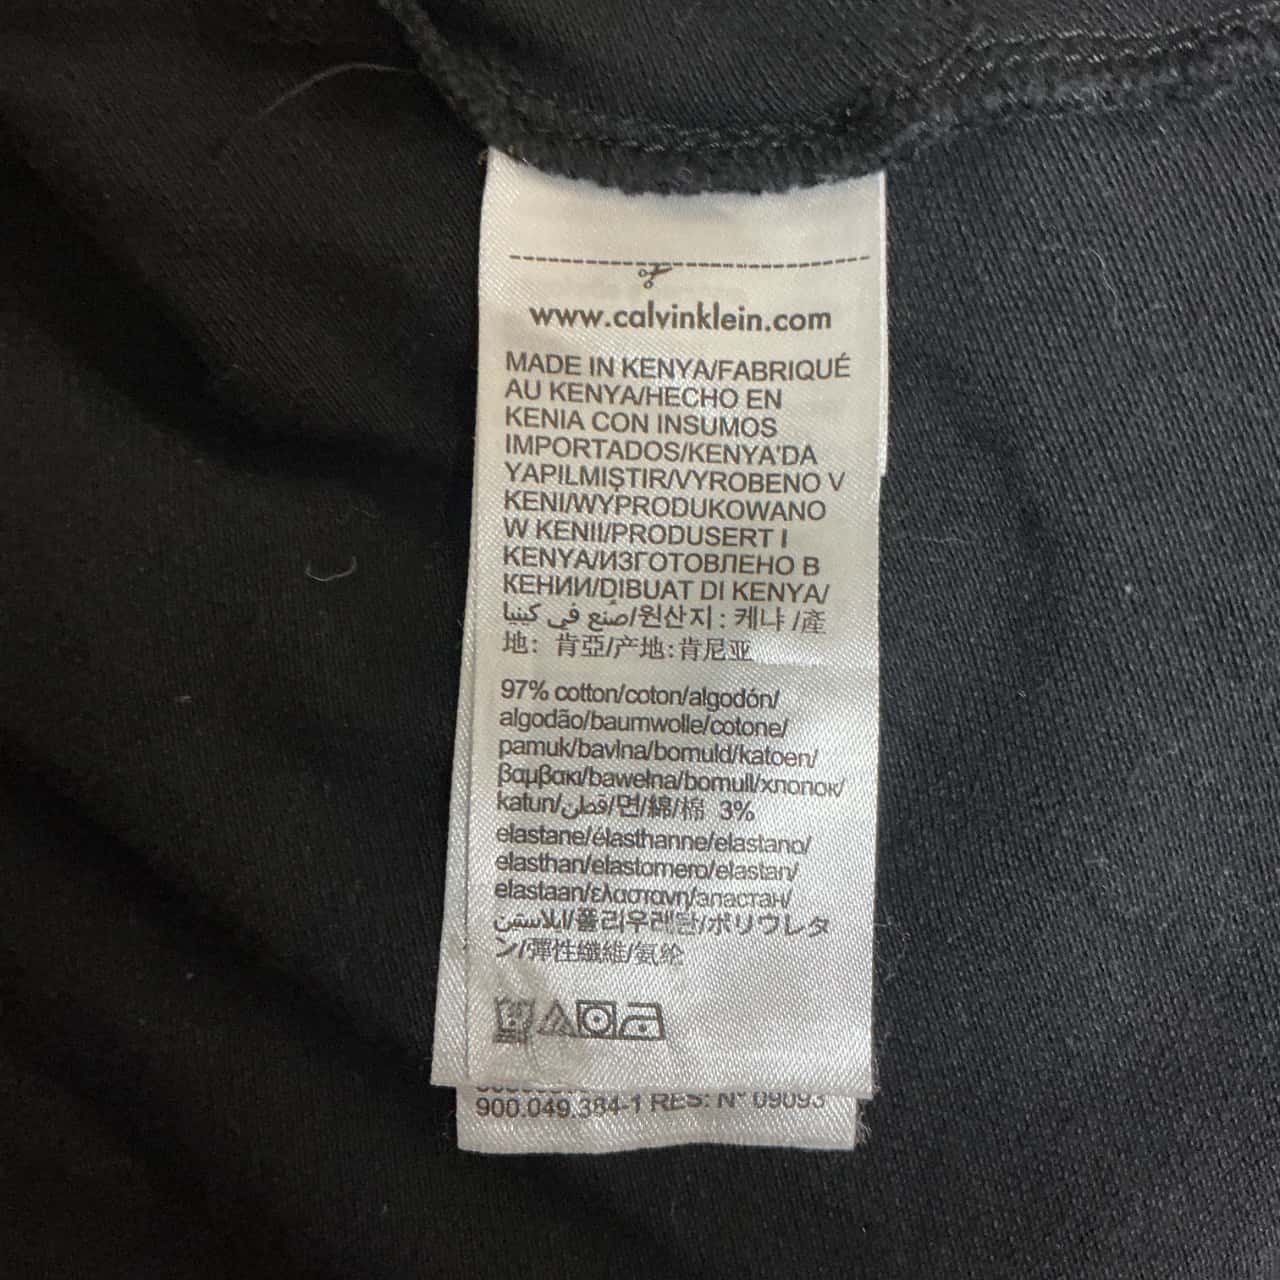 www.calvinklein.com
MADE IN KENYA/FABRIQUÉ
AU KENYA/HECHO EN
KENIA CON INSUMOS
IMPORTADOS/KENYA'DA
YAPILMIŞTIR/VYROBENO V
KENI/WYPRODUKOWANO
W KENII/PRODUSERT I
KENYA/ИЗГОТОВЛЕНО В
КЕНИИ/DIBUAT DI KENYA/
صنع في كينيا/원산지 : 케냐 /產
地: 肯亞/产地:肯尼亚
97% cotton/coton/algodón/
algodão/baumwolle/cotone/
pamuk/bavlna/bomuld/katoen/
βαμβακι/bawełna/bomull/хлопок/
katun/قطن/면/綿/棉 3%
elastane/élasthanne/elastano/
elasthan/elastomero/elastan/
elastaan/ελαστανη/эластан/
ايلاستين/폴리우레탄/ポリウレタ
ン/彈性纖維/氨纶
900.049.384-1 RES: Nº 09093